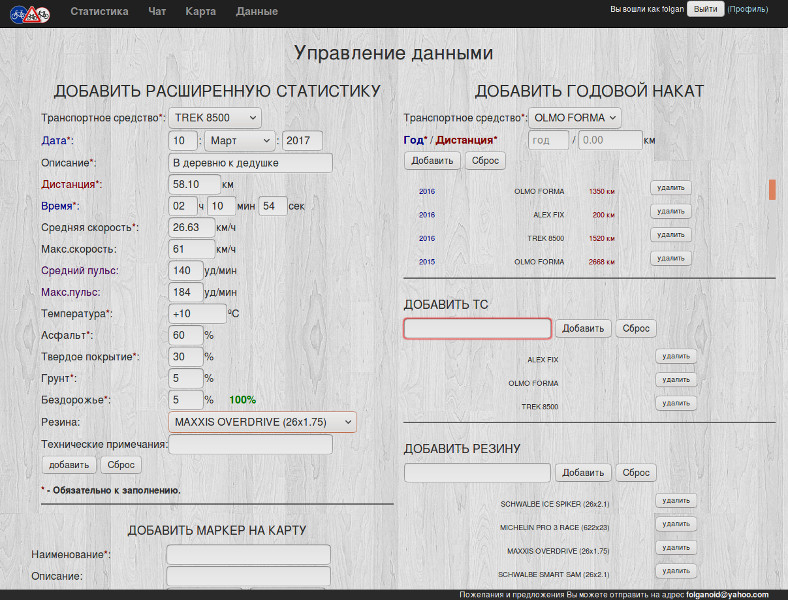 Статистика Чат Карта Данные
Вы вошли как folgan Выйти (Профиль)
Управление данными
ДОБАВИТЬ РАСШИРЕННУЮ СТАТИСТИКУ
Транспортное средство*: TREK 8500
Дата*: 10 : Март : 2017
Описание*: В деревню к дедушке
Дистанция*: 58.10 км
Время*: 02 ч 10 мин 54 сек
Средняя скорость*: 26.63 км/ч
Макс.скорость: 61 км/ч
Средний пульс: 140 уд/мин
Макс.пульс: 184 уд/мин
Температура*: +10 ºC
Асфальт*: 60 %
Твердое покрытие*: 30 %
Грунт*: 5 %
Бездорожье*: 5 % 100%
Резина: MAXXIS OVERDRIVE (26x1.75)
Технические примечания:
добавить Сброс
* - Обязательно к заполнению.
ДОБАВИТЬ МАРКЕР НА КАРТУ
Наименование*:
Описание:
ДОБАВИТЬ ГОДОВОЙ НАКАТ
Транспортное средство*: OLMO FORMA
Год* / Дистанция* год / 0.00 км
Добавить Сброс
2016 OLMO FORMA 1350 км удалить
2016 ALEX FIX 200 км удалить
2016 TREK 8500 1520 км удалить
2015 OLMO FORMA 2668 км удалить
ДОБАВИТЬ ТС
Добавить Сброс
ALEX FIX удалить
OLMO FORMA удалить
TREK 8500 удалить
ДОБАВИТЬ РЕЗИНУ
Добавить Сброс
SCHWALBE ICE SPIKER (26x2.1) удалить
MICHELIN PRO 3 RACE (622x23) удалить
MAXXIS OVERDRIVE (26x1.75) удалить
SCHWALBE SMART SAM (26x2.1) удалить
Пожелания и предложения Вы можете отправить на адрес folganoid@yahoo.com